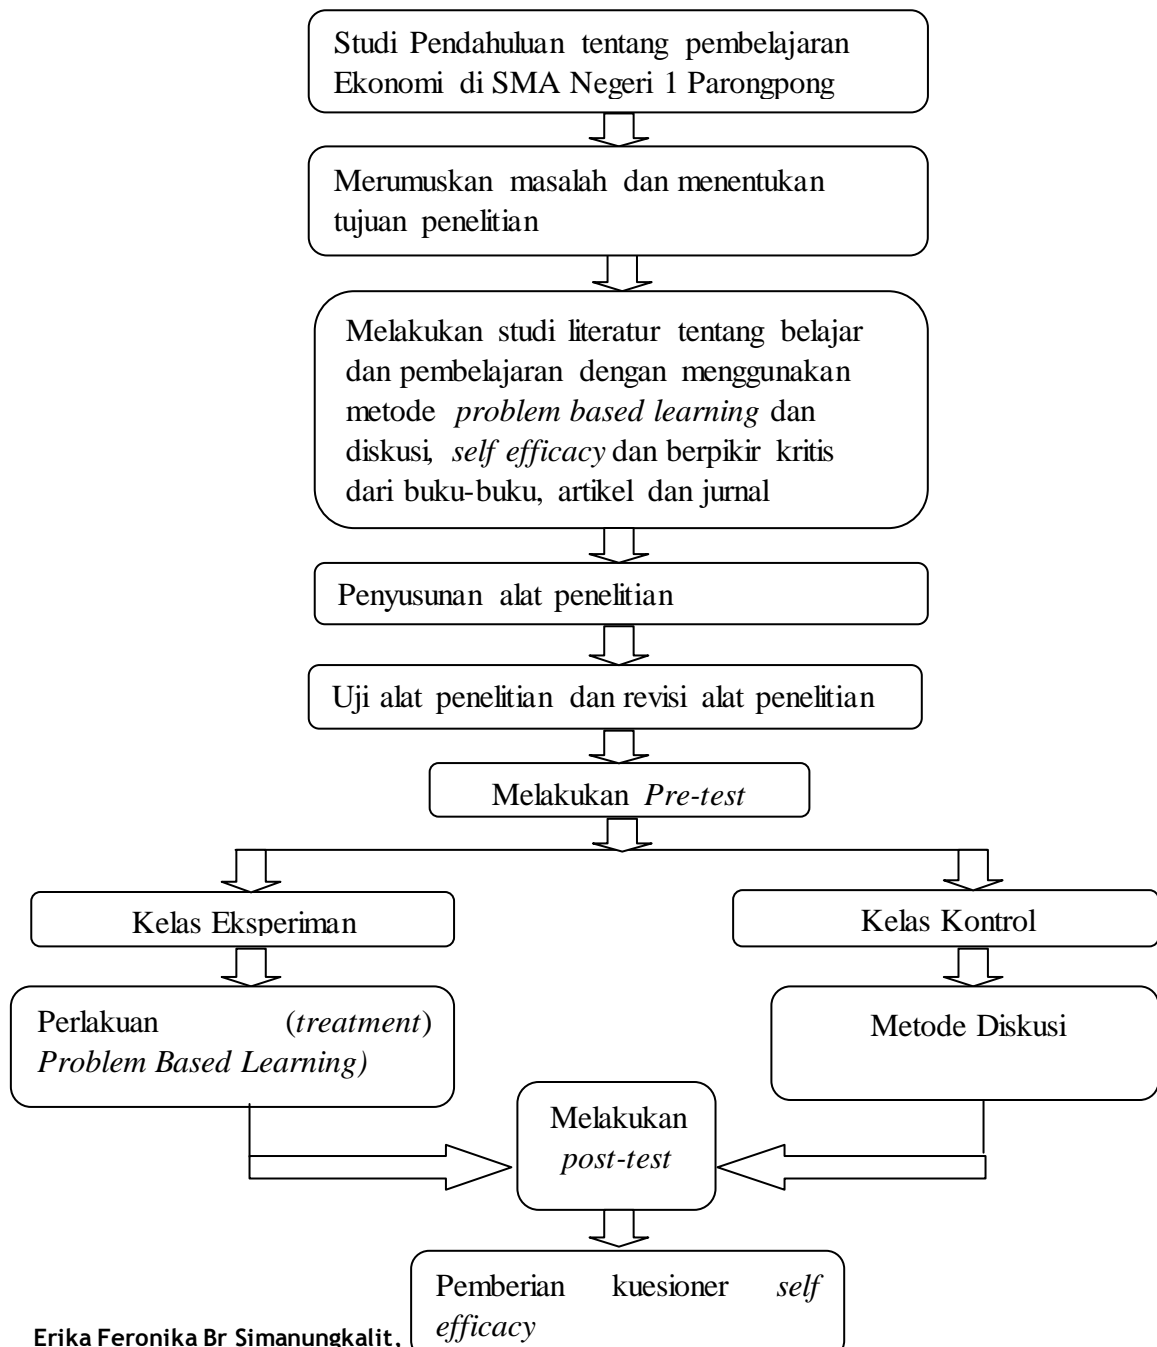 Studi Pendahuluan tentang pembelajaran
Ekonomi di SMA Negeri 1 Parongpong
Merumuskan masalah dan menentukan
tujuan penelitian
Melakukan studi literatur tentang belajar
dan pembelajaran dengan menggunakan
metode problem based learning dan
diskusi, self efficacy dan berpikir kritis
dari buku-buku, artikel dan jurnal
Penyusunan alat penelitian
Uji alat penelitian dan revisi alat penelitian
Melakukan Pre-test
Kelas Eksperiman
Kelas Kontrol
Perlakuan (treatment)
Problem Based Learning)
Metode Diskusi
Melakukan
post-test
Pemberian kuesioner self
efficacy
Erika Feronika Br Simanungkalit,